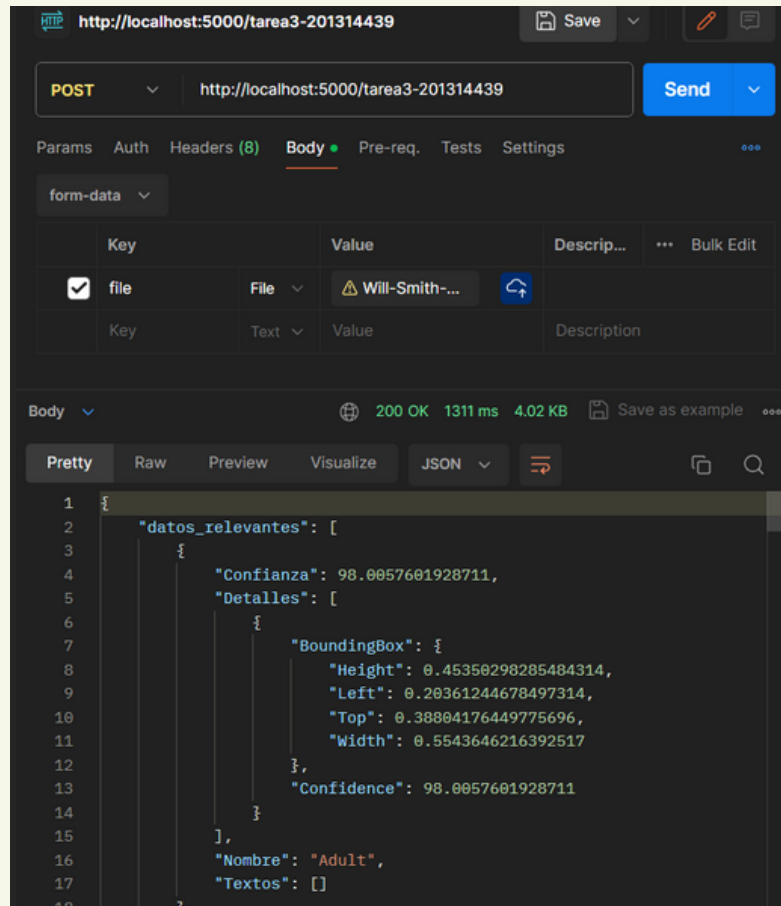 HTTP http://localhost:5000/tarea3-201314439 Save
POST http://localhost:5000/tarea3-201314439 Send
Params Auth Headers (8) Body Pre-req. Tests Settings
form-data
Key Value Descrip... Bulk Edit
file File Will-Smith-...
Key Text Value Description
Body 200 OK 1311 ms 4.02 KB Save as example
Pretty Raw Preview Visualize JSON
1 {
2 "datos_relevantes": [
3 {
4 "Confianza": 98.0057601928711,
5 "Detalles": [
6 {
7 "BoundingBox": {
8 "Height": 0.45350298285484314,
9 "Left": 0.20361244678497314,
10 "Top": 0.38804176449775696,
11 "Width": 0.5543646216392517
12 },
13 "Confidence": 98.0057601928711
14 }
15 ],
16 "Nombre": "Adult",
17 "Textos": []